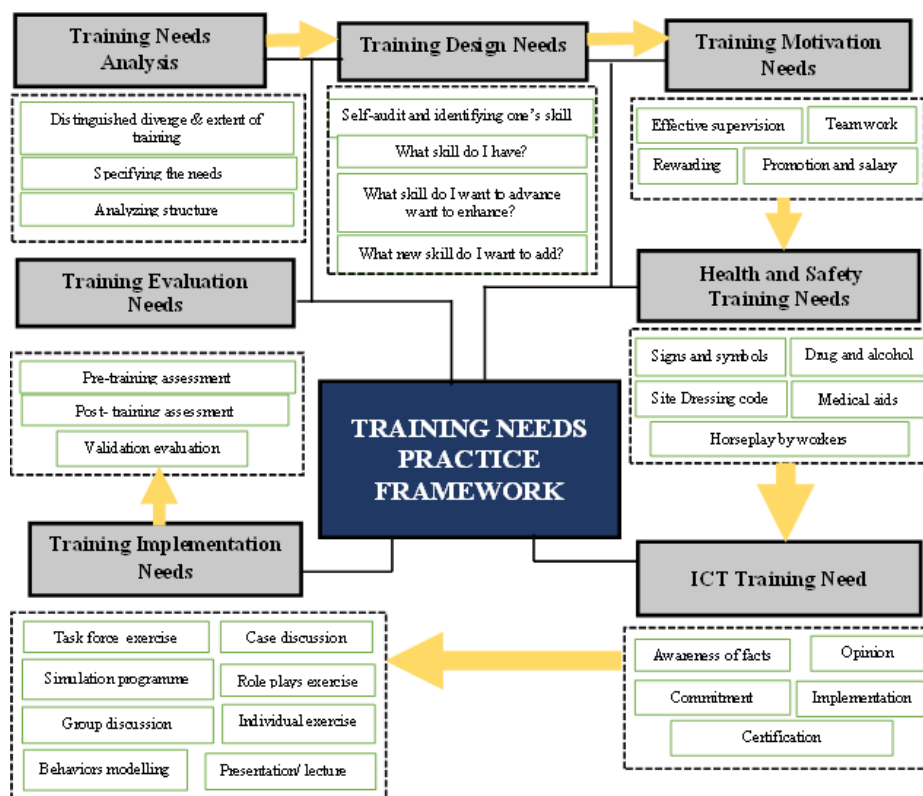 Training Needs
Analysis
Training Design Needs
Training Motivation
Needs
Distinguished diverge & extent of
training
Specifying the needs
Analyzing structure
Self-audit and identifying one's skill
What skill do I have?
What skill do I want to advance
want to enhance?
What new skill do I want to add?
Effective supervision
Teamwork
Rewarding
Promotion and salary
Training Evaluation
Needs
Health and Safety
Training Needs
Pre-training assessment
Post- training assessment
Validation evaluation
TRAINING NEEDS
PRACTICE
FRAMEWORK
Signs and symbols
Drug and alcohol
Site Dressing code
Medical aids
Horseplay by workers
Training Implementation
Needs
ICT Training Need
Task force exercise
Case discussion
Simulation programme
Role plays exercise
Group discussion
Individual exercise
Behaviors modelling
Presentation/ lecture
Awareness of facts
Opinion
Commitment
Implementation
Certification